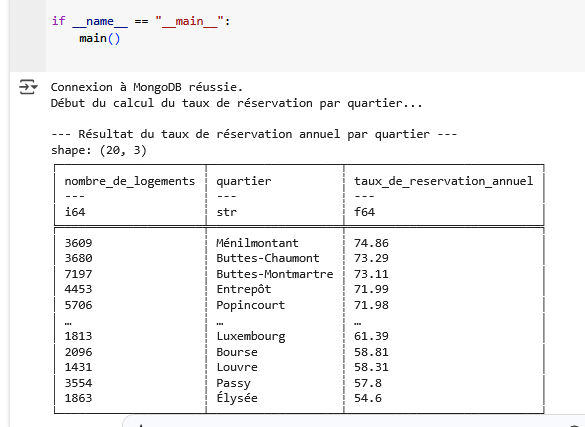 if __name__ == "__main__":
    main()
Connexion à MongoDB réussie.
Début du calcul du taux de réservation par quartier...
--- Résultat du taux de réservation annuel par quartier ---
shape: (20, 3)
nombre_de_logements quartier taux_de_reservation_annuel
--- --- ---
i64 str f64
3609 Ménilmontant 74.86
3680 Buttes-Chaumont 73.29
7197 Buttes-Montmartre 73.11
4453 Entrepôt 71.99
5706 Popincourt 71.98
… … …
1813 Luxembourg 61.39
2096 Bourse 58.81
1431 Louvre 58.31
3554 Passy 57.8
1863 Élysée 54.6